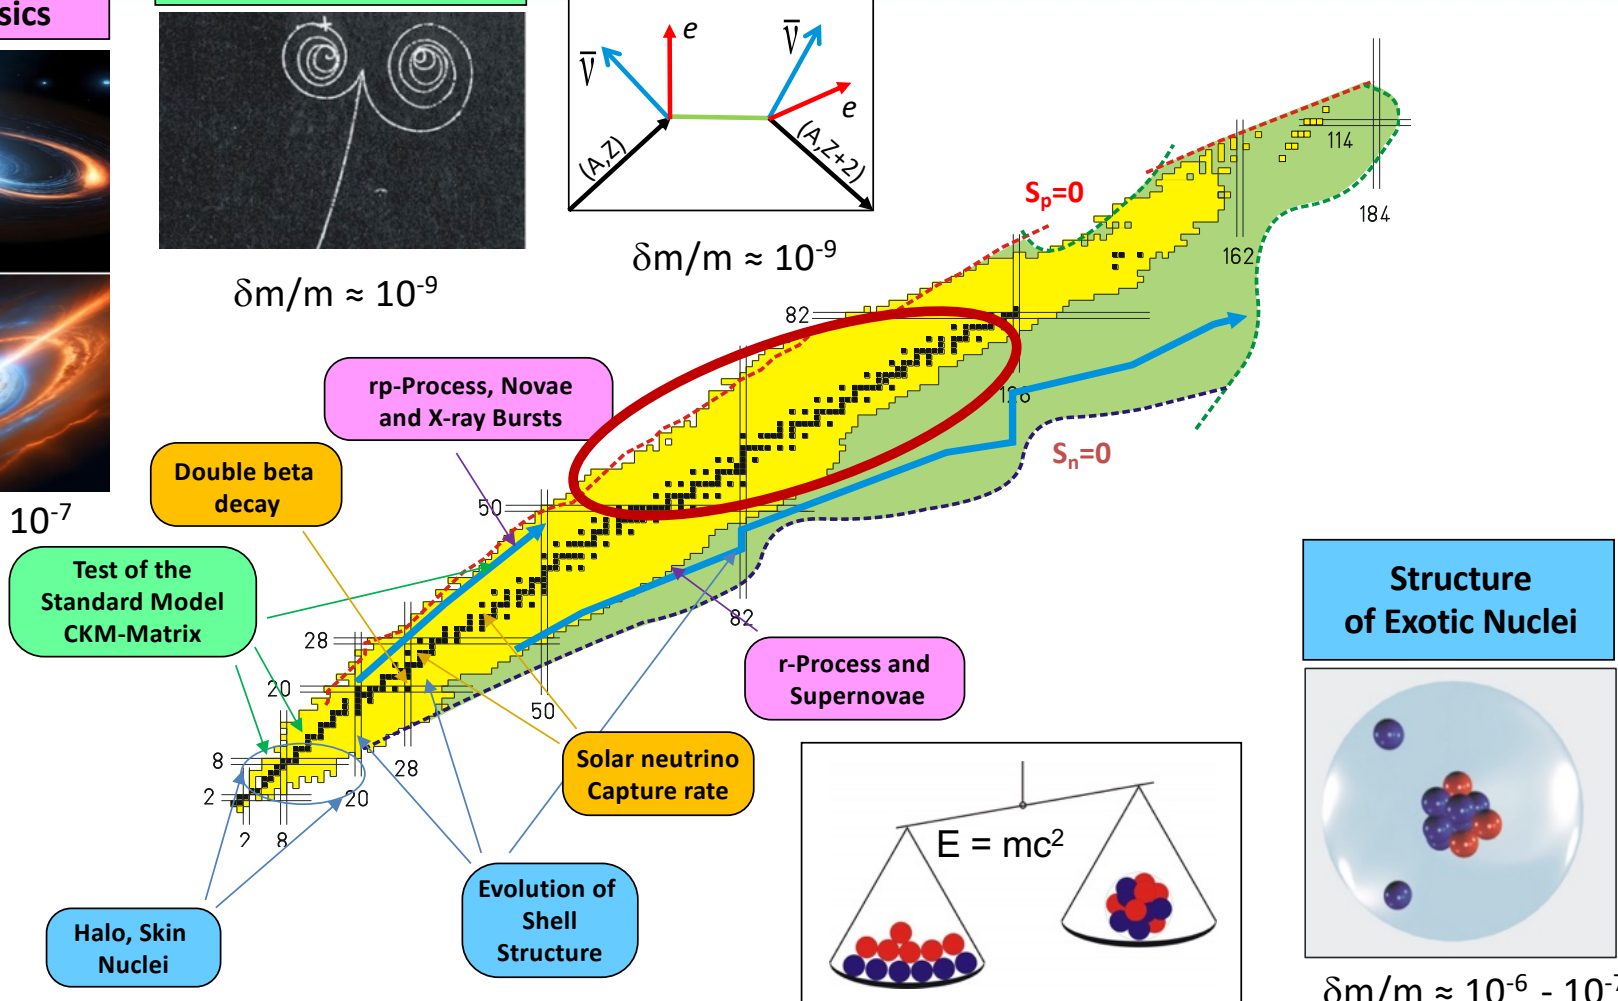 sics
e
ν̅
ν̅
e
(A,Z)
(A,Z+2)
δm/m ≈ 10⁻⁹
δm/m ≈ 10⁻⁹
10⁻⁷
Sₚ=0
114
184
162
82
126
Sₙ=0
rp-Process, Novae
and X-ray Bursts
Double beta
decay
50
Test of the
Standard Model
CKM-Matrix
28
20
8
2
2
8
20
28
50
82
r-Process and
Supernovae
Solar neutrino
Capture rate
Evolution of
Shell
Structure
Halo, Skin
Nuclei
E = mc²
Structure
of Exotic Nuclei
δm/m ≈ 10⁻⁶ - 10⁻⁷